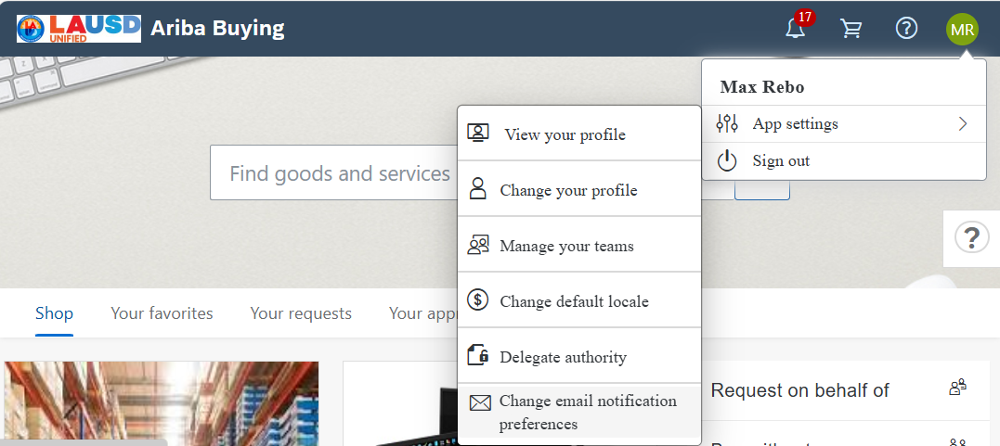 LAUSD
UNIFIED
Ariba Buying
17
MR
Max Rebo
App settings
Sign out
View your profile
Change your profile
Manage your teams
Change default locale
Delegate authority
Change email notification
preferences
Find goods and services
?
?
Shop
Your favorites
Your requests
Your
Request on behalf of